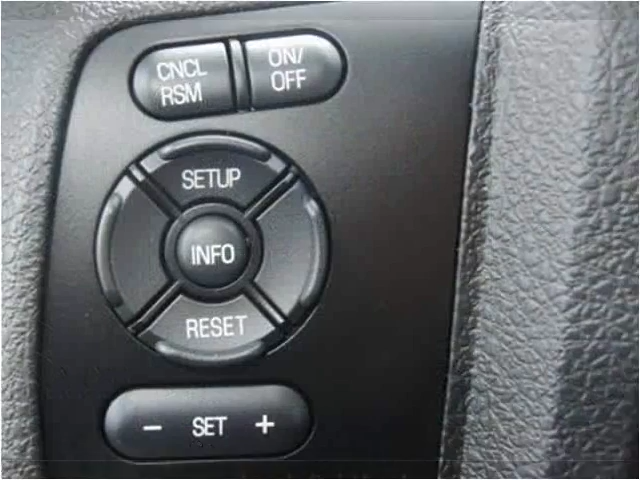 CNCL
RSM
ON/
OFF
SETUP
INFO
RESET
- SET +